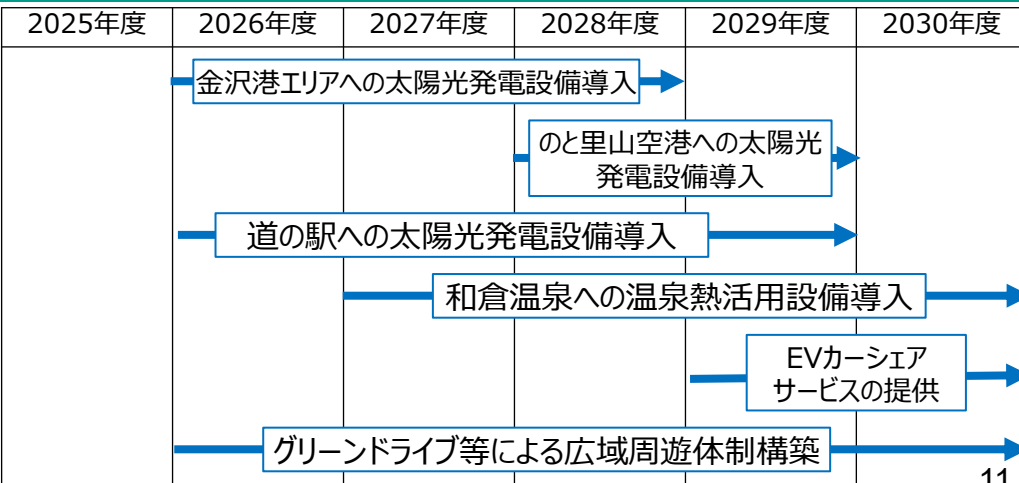 2025年度 2026年度 2027年度 2028年度 2029年度 2030年度
金沢港エリアへの太陽光発電設備導入
のと里山空港への太陽光
発電設備導入
道の駅への太陽光発電設備導入
和倉温泉への温泉熱活用設備導入
EVカーシェア
サービスの提供
グリーンドライブ等による広域周遊体制構築
11